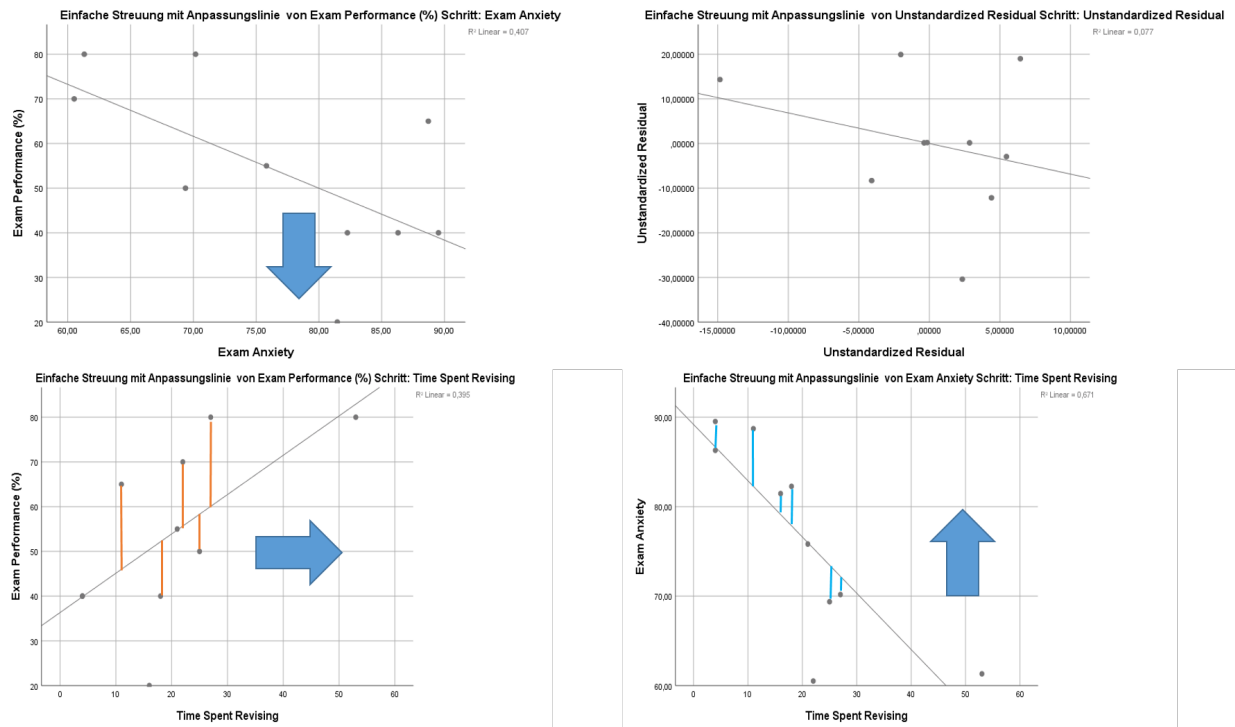 Einfache Streuung mit Anpassungslinie von Exam Performance (%) Schritt: Exam Anxiety
R² Linear = 0,407
Exam Performance (%)
80
70
60
50
40
30
20
60,00 65,00 70,00 75,00 80,00 85,00 90,00
Exam Anxiety
Einfache Streuung mit Anpassungslinie von Unstandardized Residual Schritt: Unstandardized Residual
R² Linear = 0,077
Unstandardized Residual
20,00000
10,00000
,00000
-10,00000
-20,00000
-30,00000
-40,00000
-15,00000 -10,00000 -5,00000 ,00000 5,00000 10,00000
Unstandardized Residual
Einfache Streuung mit Anpassungslinie von Exam Performance (%) Schritt: Time Spent Revising
R² Linear = 0,395
Exam Performance (%)
80
70
60
50
40
30
20
0 10 20 30 40 50 60
Time Spent Revising
Einfache Streuung mit Anpassungslinie von Exam Anxiety Schritt: Time Spent Revising
R² Linear = 0,671
Exam Anxiety
90,00
80,00
70,00
60,00
0 10 20 30 40 50 60
Time Spent Revising